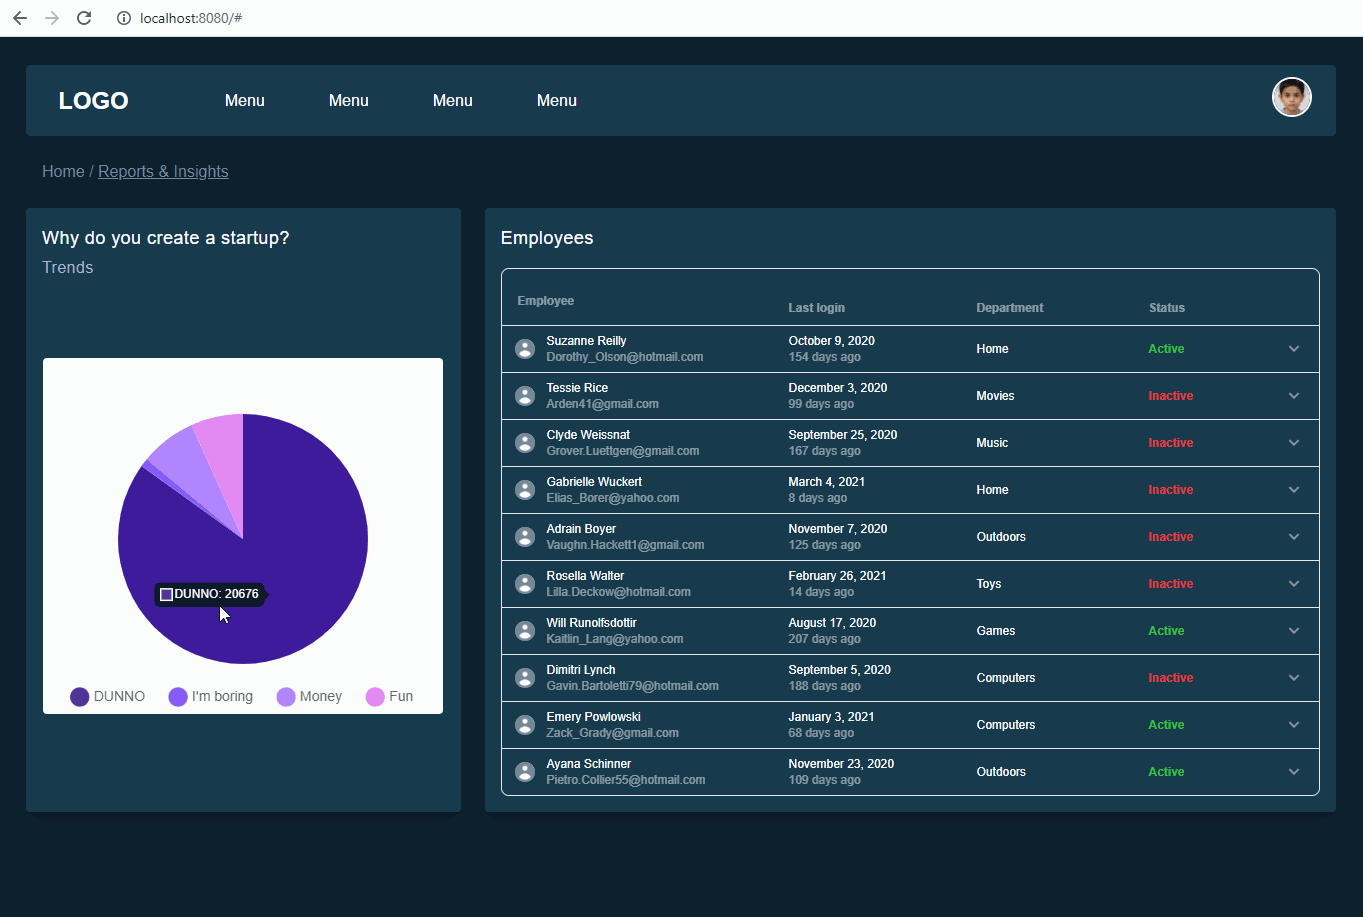 localhost:8080/#
LOGO Menu Menu Menu Menu
Home / Reports & Insights
Why do you create a startup?
Trends
DUNNO: 20676
DUNNO I'm boring Money Fun
Employees
Employee Last login Department Status
Suzanne Reilly October 9, 2020 Home Active
Dorothy_Olson@hotmail.com 154 days ago
Tessie Rice December 3, 2020 Movies Inactive
Arden41@gmail.com 99 days ago
Clyde Weissnat September 25, 2020 Music Inactive
Grover.Luettgen@gmail.com 167 days ago
Gabrielle Wuckert March 4, 2021 Home Inactive
Elias_Borer@yahoo.com 8 days ago
Adrain Boyer November 7, 2020 Outdoors Inactive
Vaughn.Hackett1@gmail.com 125 days ago
Rosella Walter February 26, 2021 Toys Inactive
Lilla.Deckow@hotmail.com 14 days ago
Will Runolfsdottir August 17, 2020 Games Active
Kaitlin_Lang@yahoo.com 207 days ago
Dimitri Lynch September 5, 2020 Computers Inactive
Gavin.Bartoletti79@hotmail.com 188 days ago
Emery Powlowski January 3, 2021 Computers Active
Zack_Grady@gmail.com 68 days ago
Ayana Schinner November 23, 2020 Outdoors Active
Pietro.Collier55@hotmail.com 109 days ago